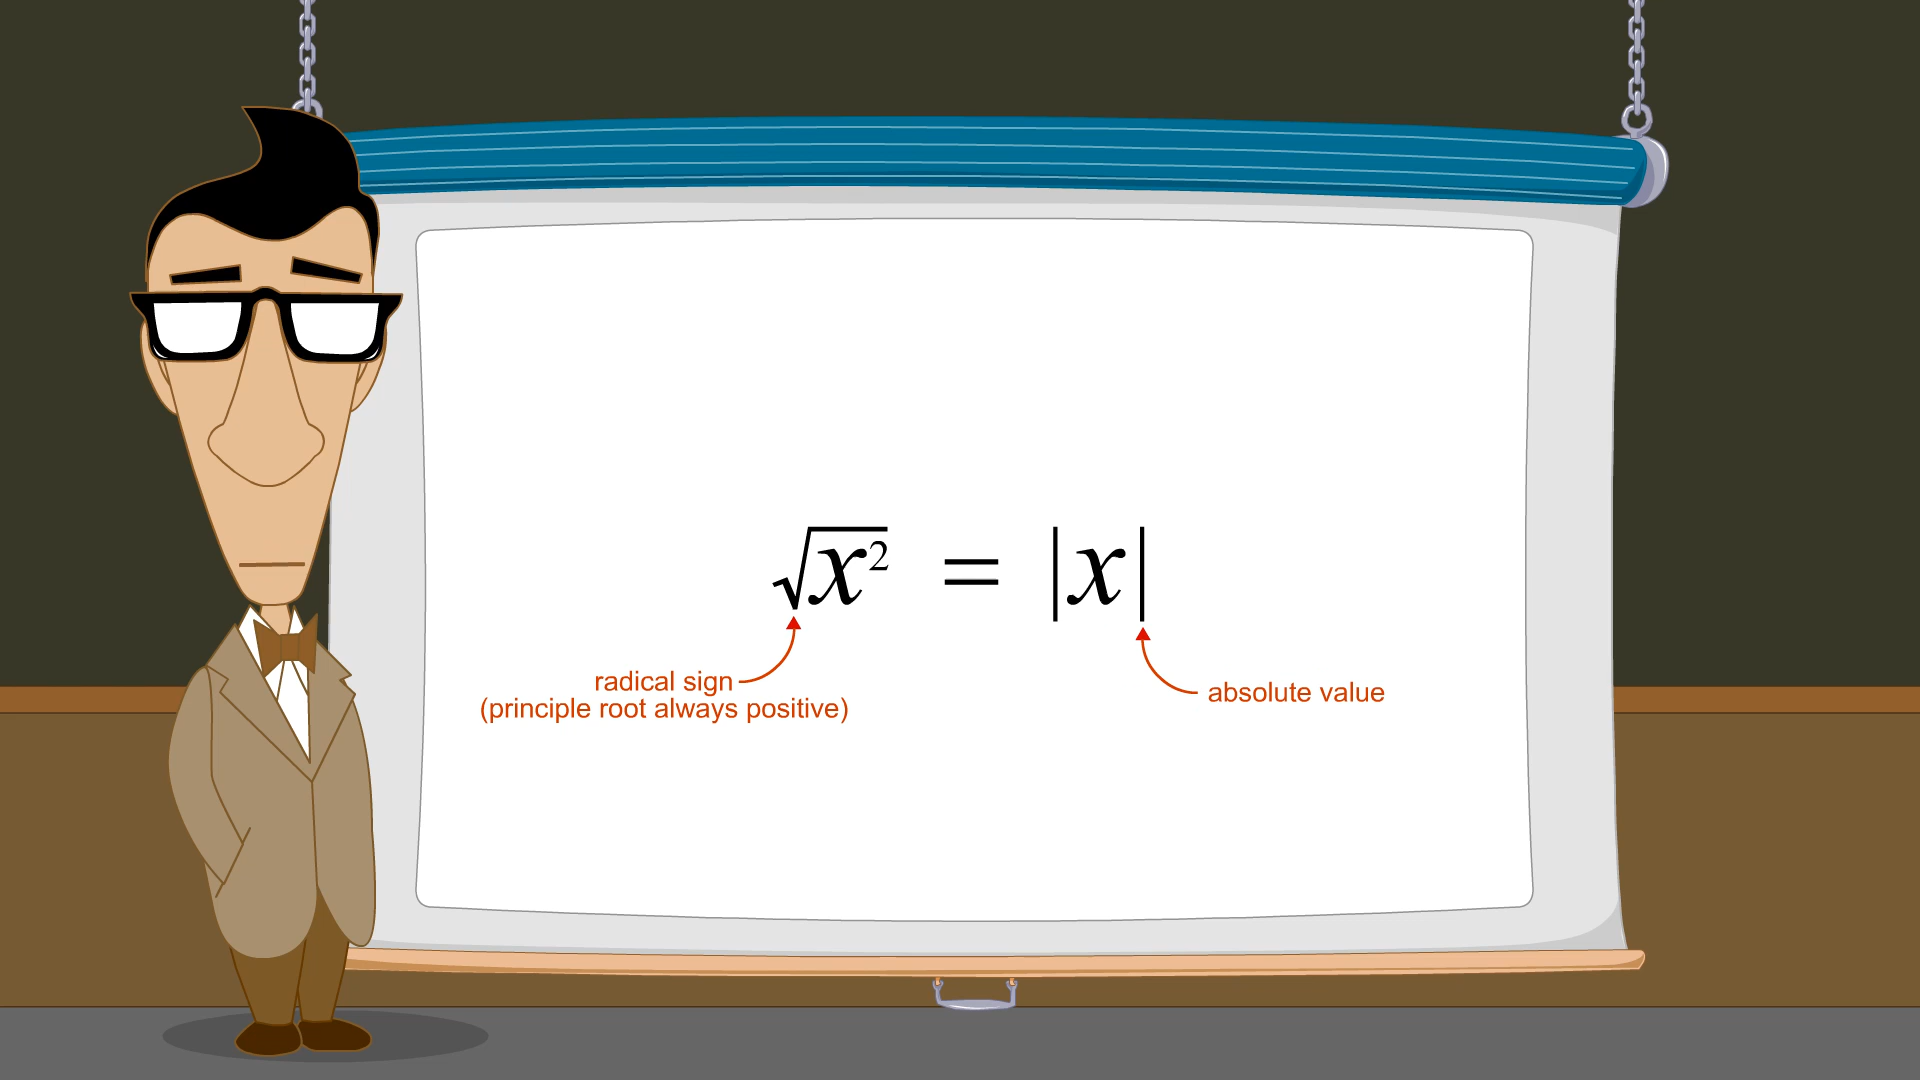 √x² = |x|
radical sign
(principle root always positive)
absolute value